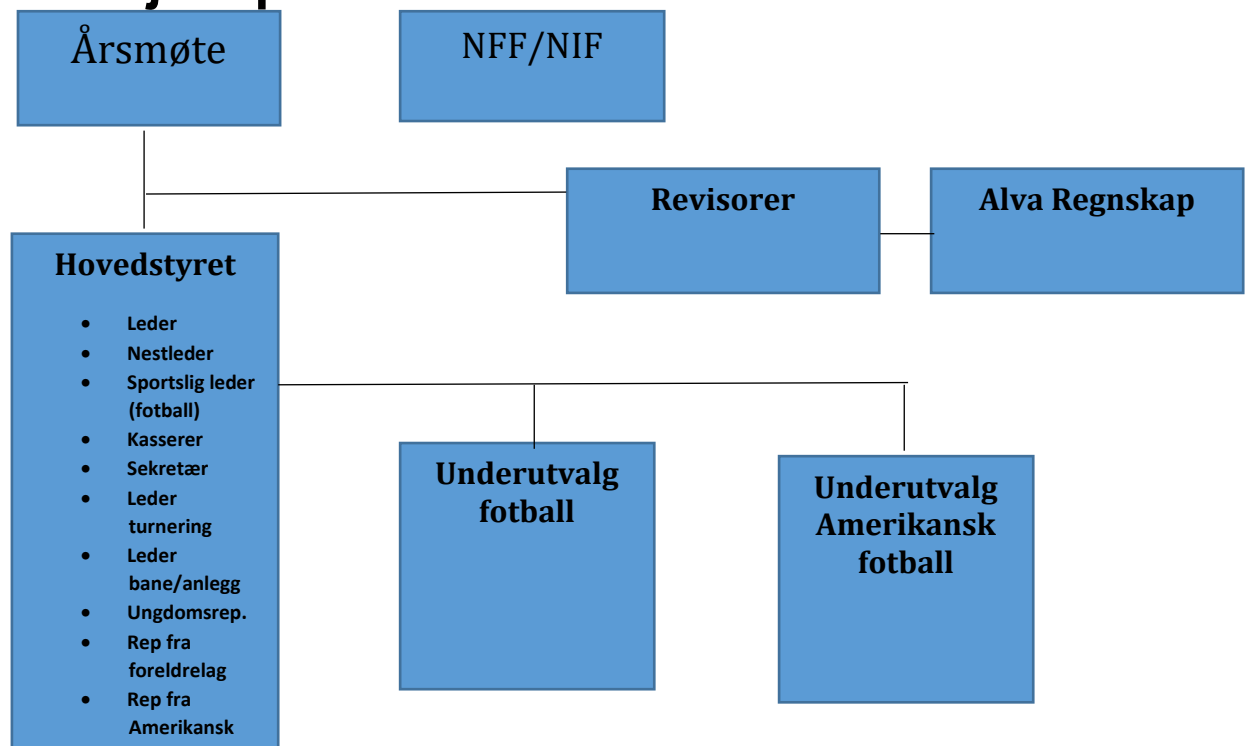 Årsmøte
NFF/NIF
Revisorer
Alva Regnskap
Hovedstyret
• Leder
• Nestleder
• Sportslig leder
(fotball)
• Kasserer
• Sekretær
• Leder
turnering
• Leder
bane/anlegg
• Ungdomsrep.
• Rep fra
foreldrelag
• Rep fra
Amerikansk
Underutvalg
fotball
Underutvalg
Amerikansk
fotball